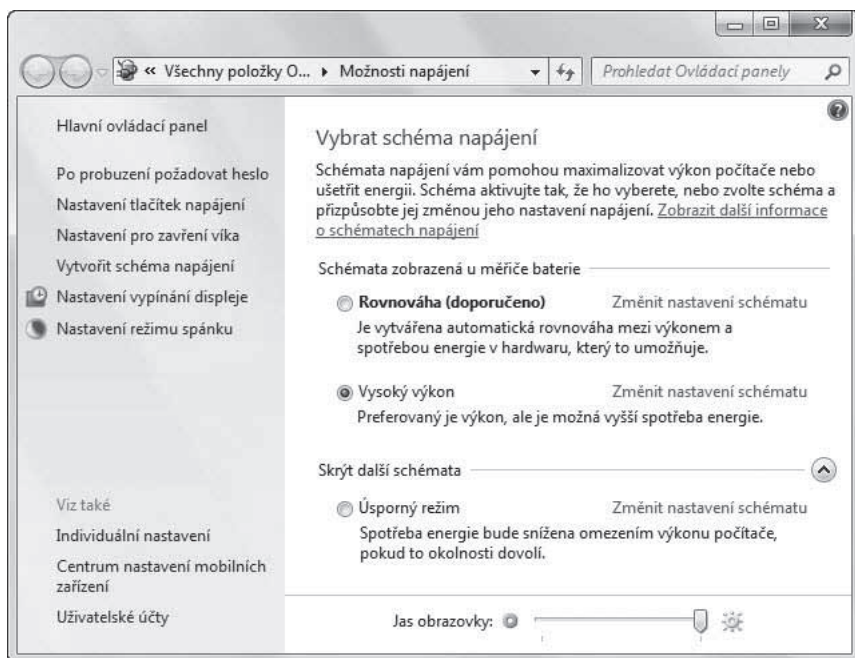 « Všechny položky O... ▸ Možnosti napájení
Prohledat Ovládací panely
Hlavní ovládací panel
Po probuzení požadovat heslo
Nastavení tlačítek napájení
Nastavení pro zavření víka
Vytvořit schéma napájení
Nastavení vypínání displeje
Nastavení režimu spánku
Viz také
Individuální nastavení
Centrum nastavení mobilních
zařízení
Uživatelské účty
Vybrat schéma napájení
Schémata napájení vám pomohou maximalizovat výkon počítače nebo
ušetřit energii. Schéma aktivujte tak, že ho vyberete, nebo zvolte schéma a
přizpůsobte jej změnou jeho nastavení napájení. Zobrazit další informace
o schématech napájení
Schémata zobrazená u měřiče baterie
Rovnováha (doporučeno) Změnit nastavení schématu
Je vytvářena automatická rovnováha mezi výkonem a
spotřebou energie v hardwaru, který to umožňuje.
Vysoký výkon Změnit nastavení schématu
Preferovaný je výkon, ale je možná vyšší spotřeba energie.
Skrýt další schémata
Úsporný režim Změnit nastavení schématu
Spotřeba energie bude snížena omezením výkonu počítače,
pokud to okolnosti dovolí.
Jas obrazovky: